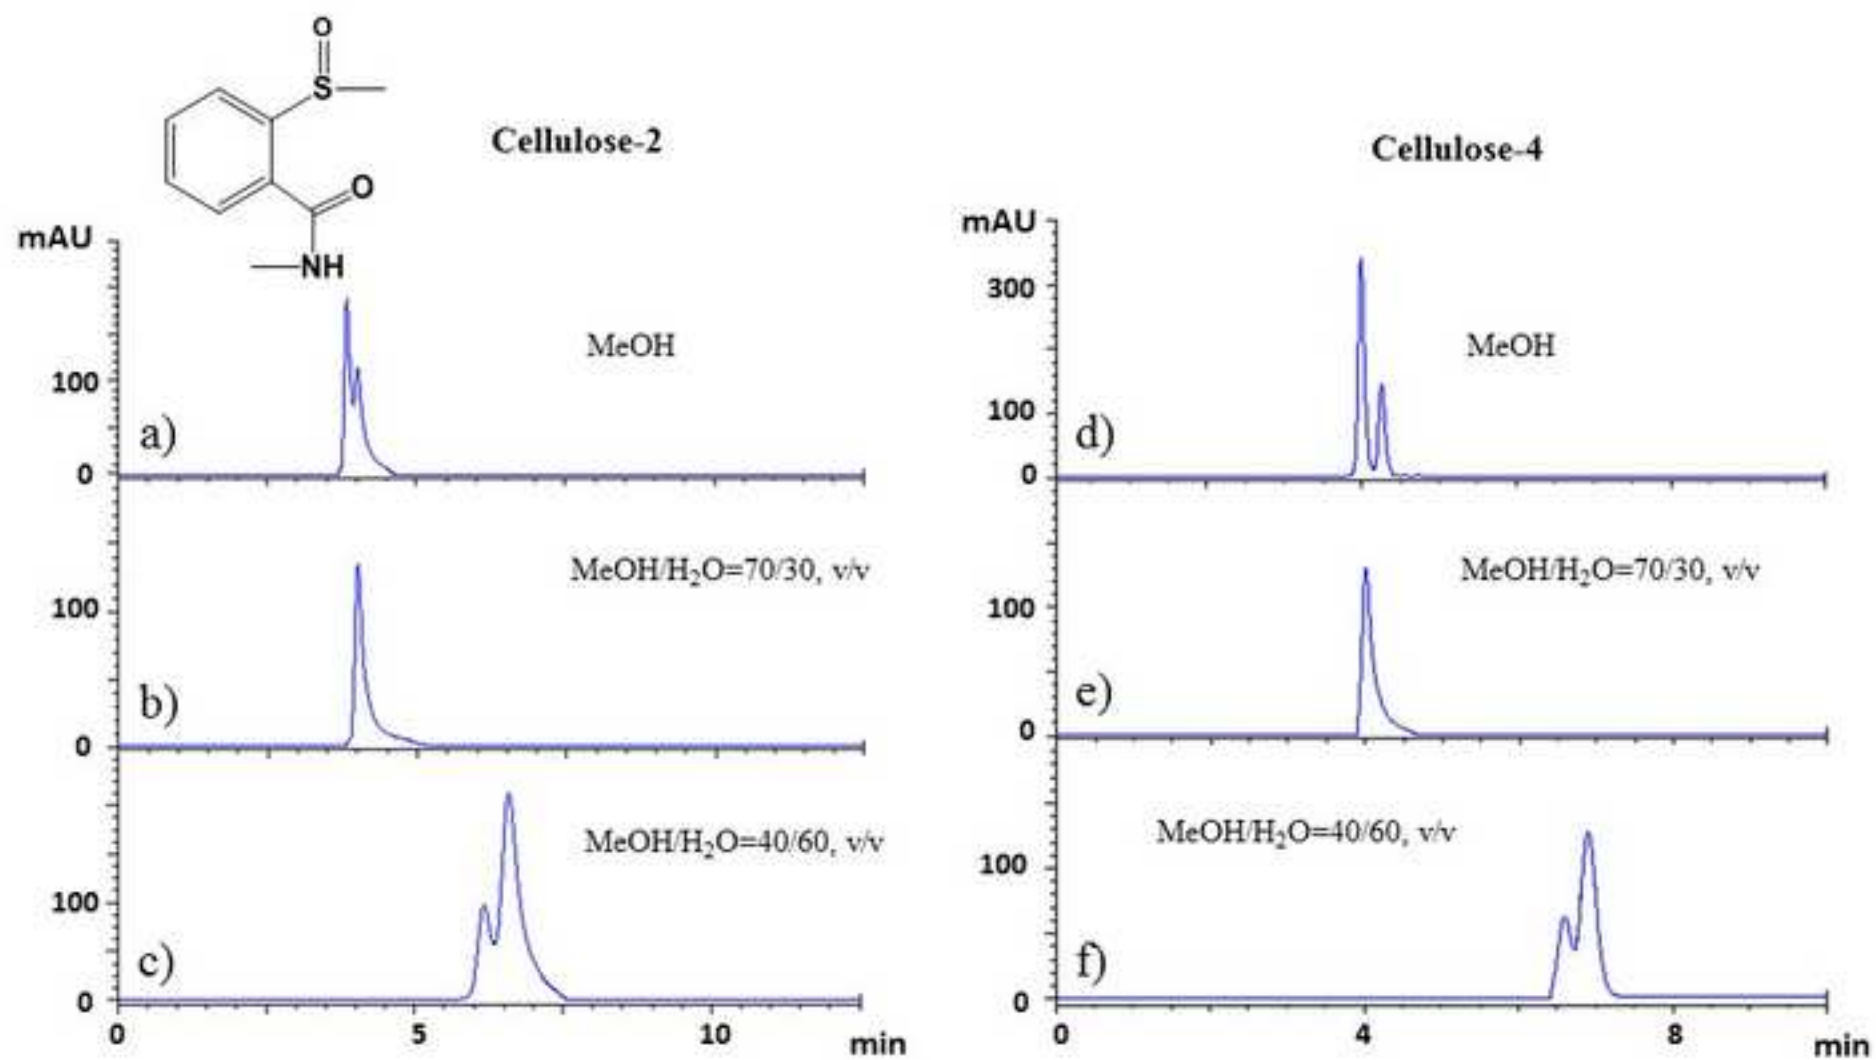 O
S
O
NH
Cellulose-2
mAU
100
0
a)
MeOH
100
0
b)
MeOH/H₂O=70/30, v/v
100
0
c)
MeOH/H₂O=40/60, v/v
0
5
10
min
Cellulose-4
mAU
300
100
0
d)
MeOH
100
0
e)
MeOH/H₂O=70/30, v/v
100
0
f)
MeOH/H₂O=40/60, v/v
0
4
8
min